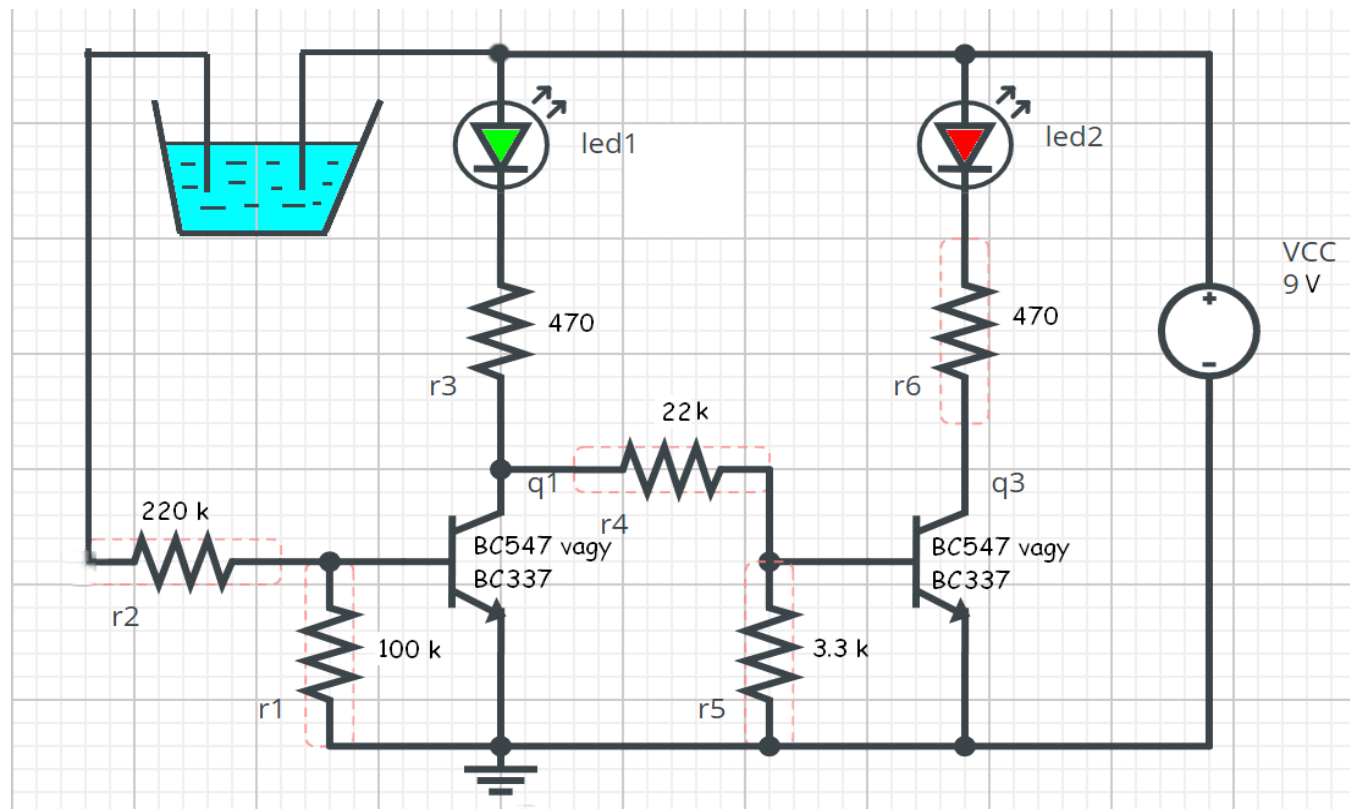 led1
led2
VCC
9 V
470
r3
470
r6
22k
q1
r4
q3
220 k
r2
BC547 vagy
BC337
BC547 vagy
BC337
100 k
r1
3.3 k
r5